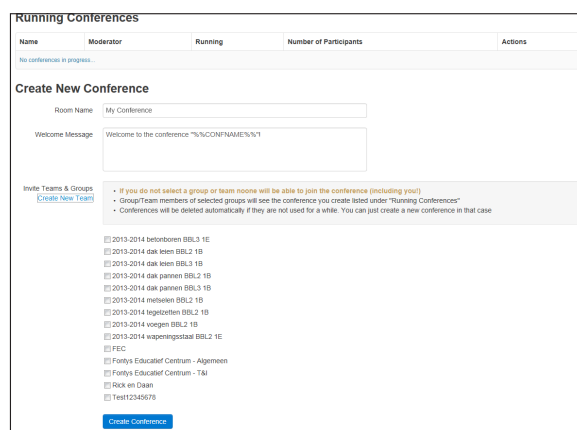 Running Conferences
Name Moderator Running Number of Participants Actions
No conferences in progress...
Create New Conference
Room Name My Conference
Welcome Message Welcome to the conference "%%CONFNAME%%"!
Invite Teams & Groups
Create New Team
• If you do not select a group or team noone will be able to join the conference (including you!)
• Group/Team members of selected groups will see the conference you create listed under "Running Conferences"
• Conferences will be deleted automatically if they are not used for a while. You can just create a new conference in that case
2013-2014 betonboren BBL3 1E
2013-2014 dak leien BBL2 1B
2013-2014 dak leien BBL3 1B
2013-2014 dak pannen BBL2 1B
2013-2014 dak pannen BBL3 1B
2013-2014 metselen BBL2 1B
2013-2014 tegelzetten BBL2 1B
2013-2014 voegen BBL2 1B
2013-2014 wapeningsstaal BBL2 1E
FEC
Fontys Educatief Centrum - Algemeen
Fontys Educatief Centrum - T&I
Rick en Daan
Test12345678
Create Conference